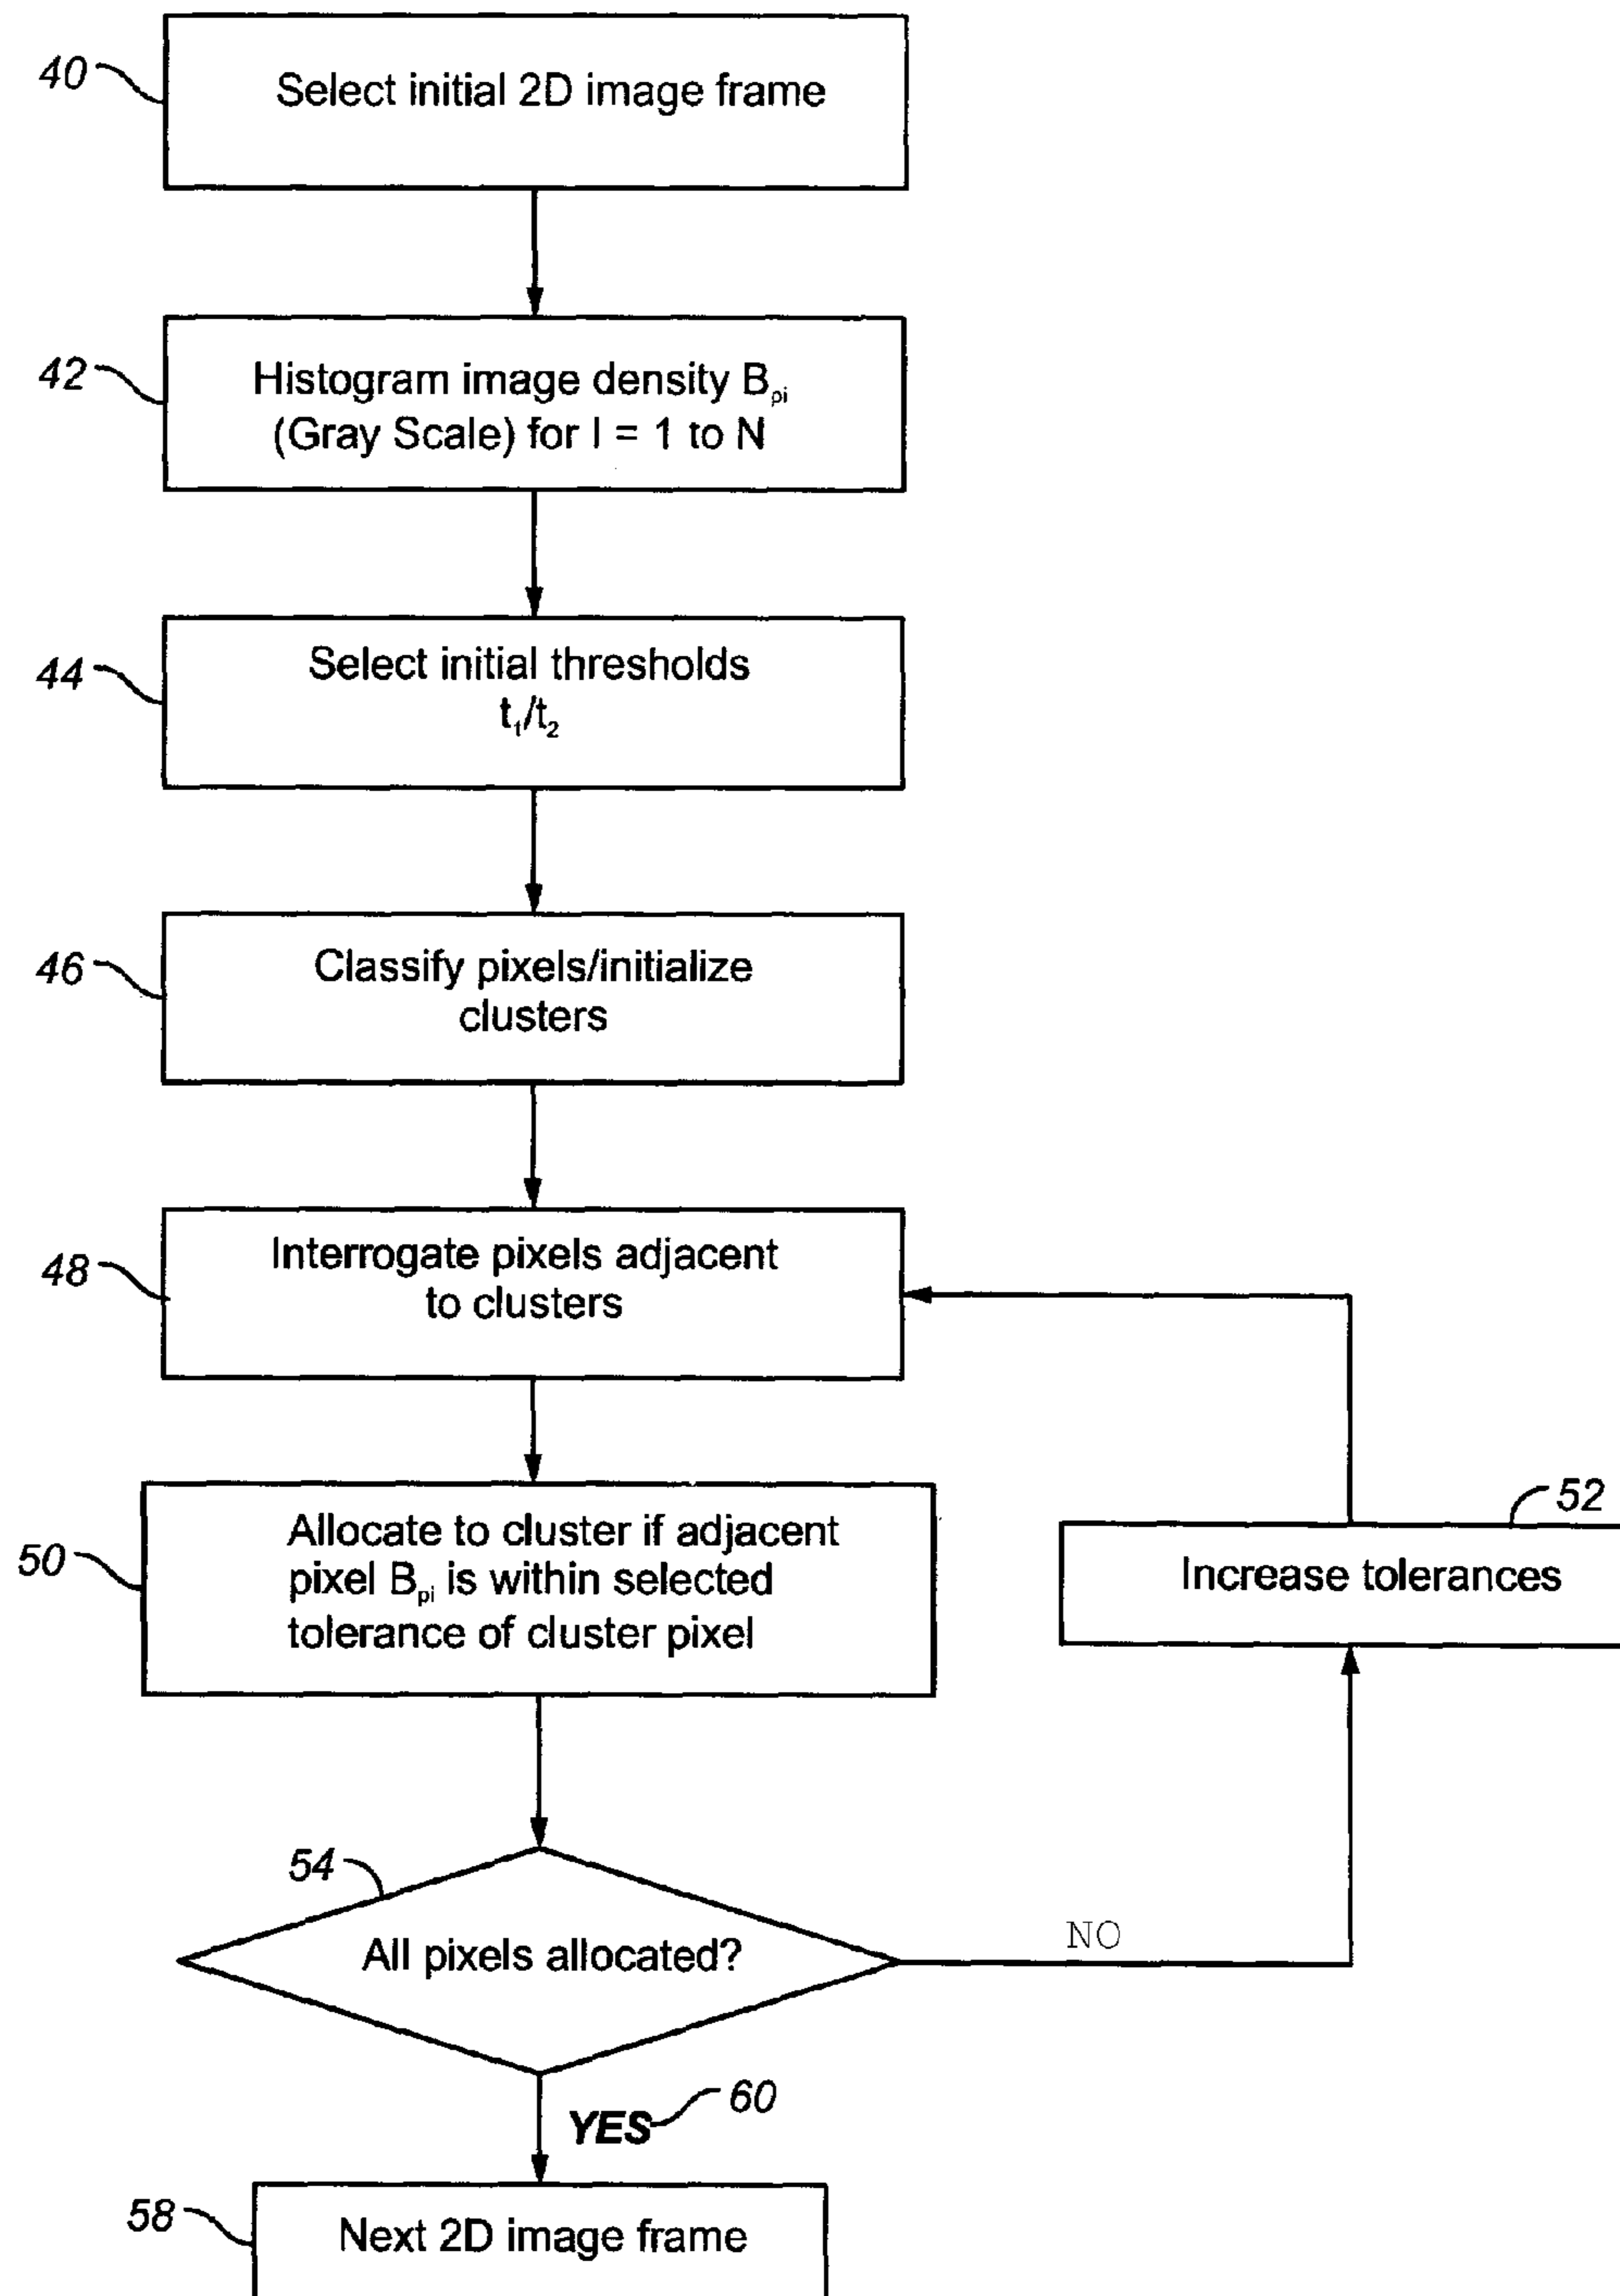 40
Select initial 2D image frame
42
Histogram image density Bpi
(Gray Scale) for I = 1 to N
44
Select initial thresholds
t1/t2
46
Classify pixels/initialize
clusters
48
Interrogate pixels adjacent
to clusters
50
Allocate to cluster if adjacent
pixel Bpi is within selected
tolerance of cluster pixel
52
Increase tolerances
54
All pixels allocated?
NO
YES
60
58
Next 2D image frame